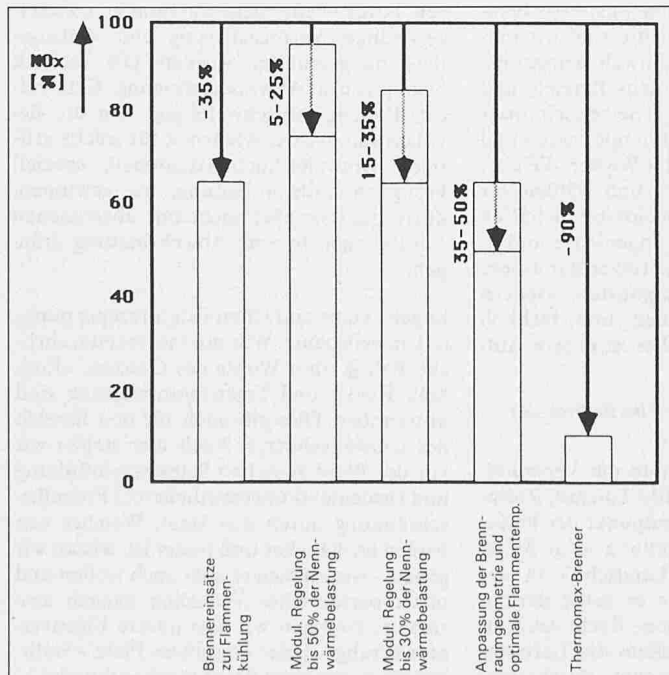 100
NOx
[%]
80
60
40
20
0
-35%
5-25%
15-35%
35-50%
-90%
Brennereinsätze
zur Flammen-
kühlung
Modul. Regelung
bis 50% der Nenn-
wärmebelastung
Modul. Regelung
bis 30% der Nenn-
wärmebelastung
Anpassung der Brenn-
raumgeometrie und
optimale Flammentemp.
Thermomax-Bremer